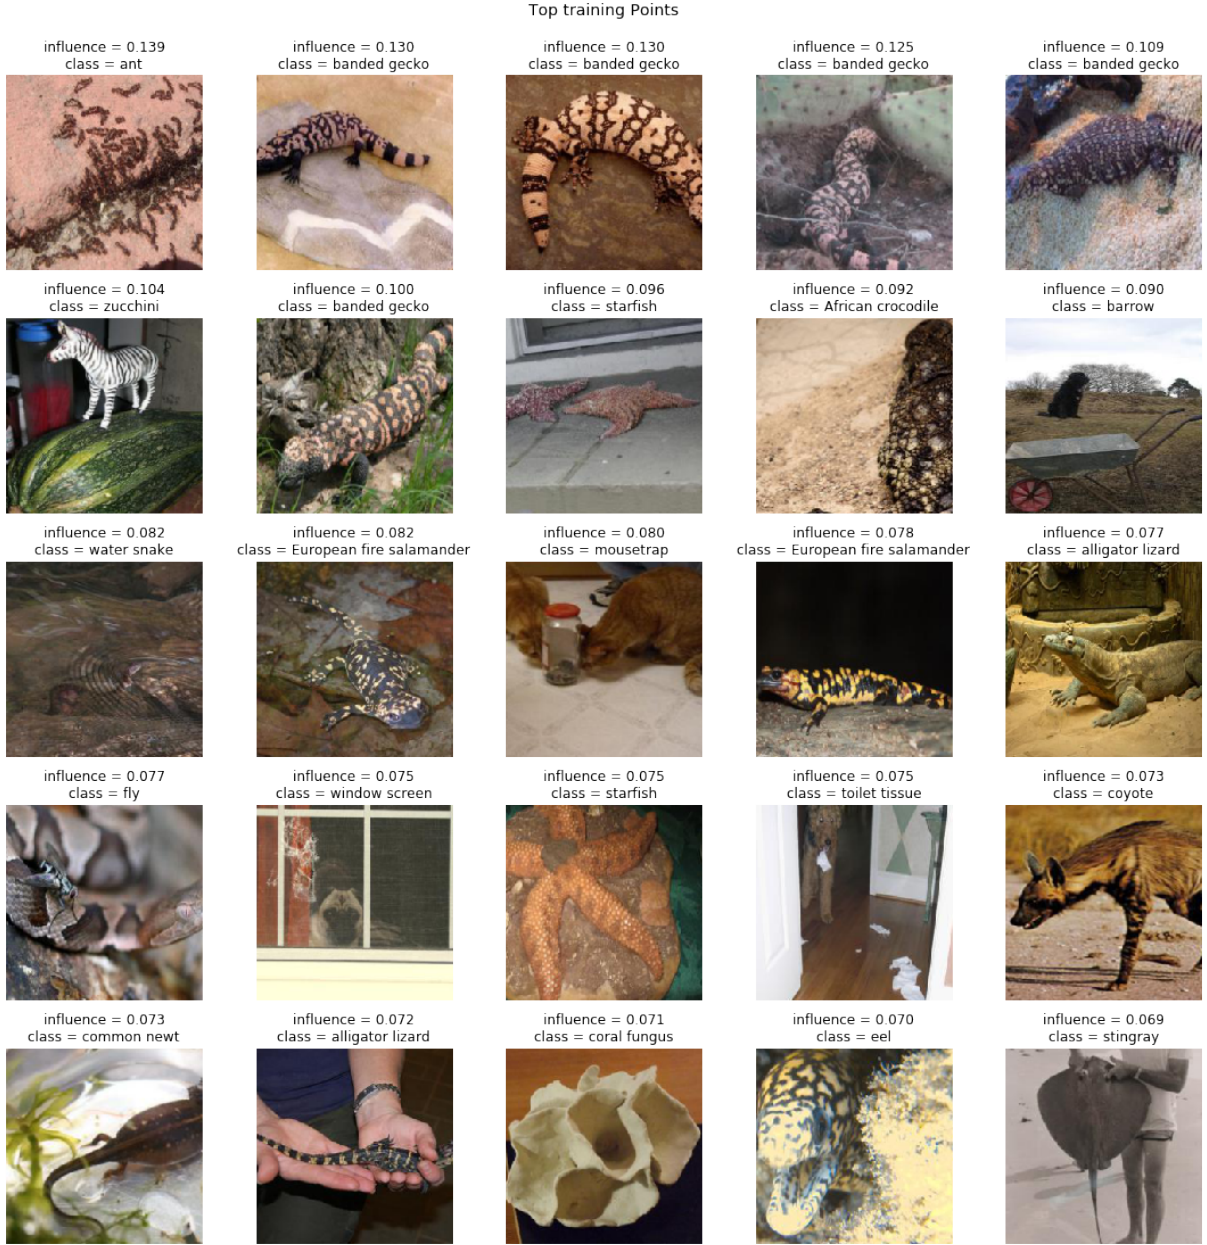 Top training Points
influence = 0.139
class = ant
influence = 0.130
class = banded gecko
influence = 0.130
class = banded gecko
influence = 0.125
class = banded gecko
influence = 0.109
class = banded gecko
influence = 0.104
class = zucchini
influence = 0.100
class = banded gecko
influence = 0.096
class = starfish
influence = 0.092
class = African crocodile
influence = 0.090
class = barrow
influence = 0.082
class = water snake
influence = 0.082
class = European fire salamander
influence = 0.080
class = mousetrap
influence = 0.078
class = European fire salamander
influence = 0.077
class = alligator lizard
influence = 0.077
class = fly
influence = 0.075
class = window screen
influence = 0.075
class = starfish
influence = 0.075
class = toilet tissue
influence = 0.073
class = coyote
influence = 0.073
class = common newt
influence = 0.072
class = alligator lizard
influence = 0.071
class = coral fungus
influence = 0.070
class = eel
influence = 0.069
class = stingray